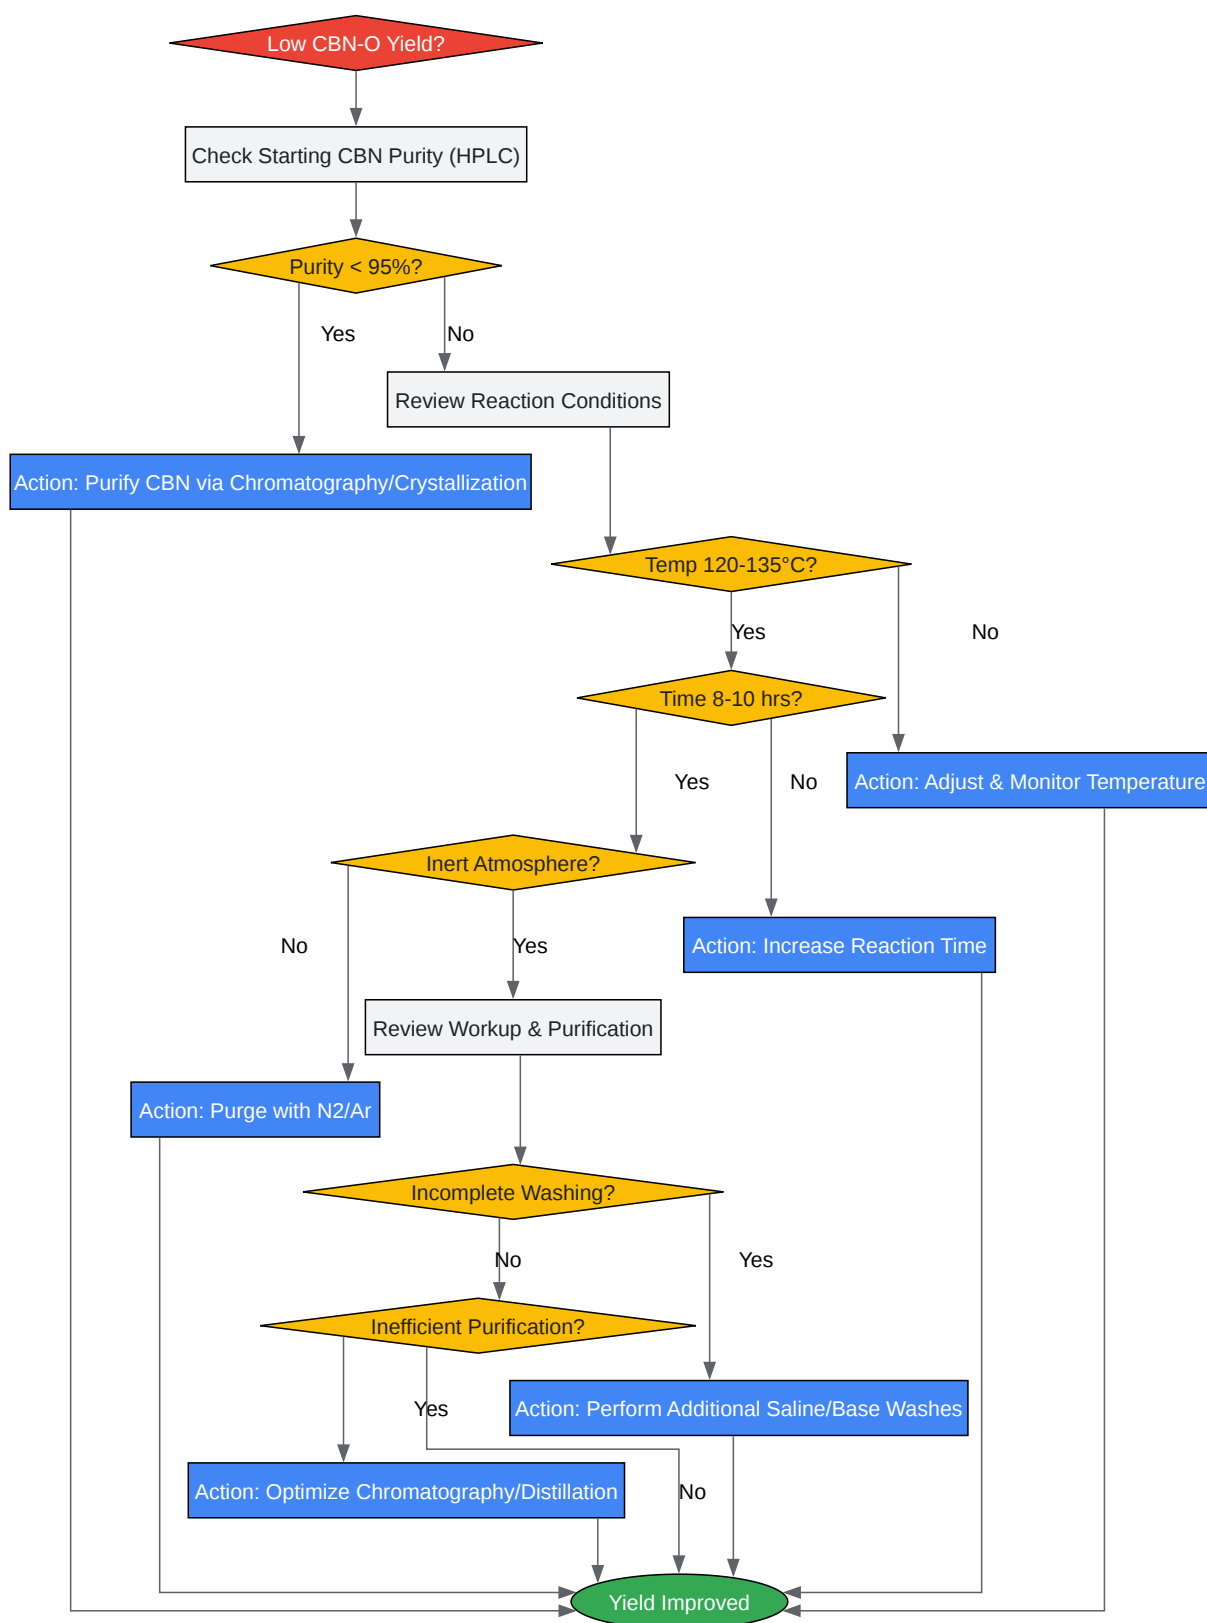 Low CBN-O Yield?
Check Starting CBN Purity (HPLC)
Purity < 95%?
Yes
No
Review Reaction Conditions
Action: Purify CBN via Chromatography/Crystallization
Temp 120-135°C?
Yes
No
Time 8-10 hrs?
Yes
No
Action: Adjust & Monitor Temperature
Inert Atmosphere?
No
Yes
Action: Increase Reaction Time
Review Workup & Purification
Action: Purge with N2/Ar
Incomplete Washing?
No
Yes
Inefficient Purification?
Yes
Action: Perform Additional Saline/Base Washes
Action: Optimize Chromatography/Distillation
No
Yield Improved